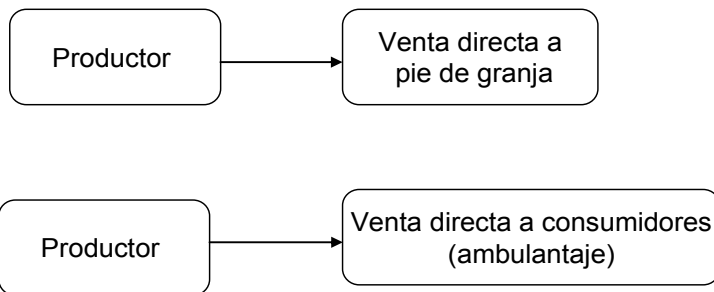 Productor
Venta directa a
pie de granja
Productor
Venta directa a consumidores
(ambulantaje)